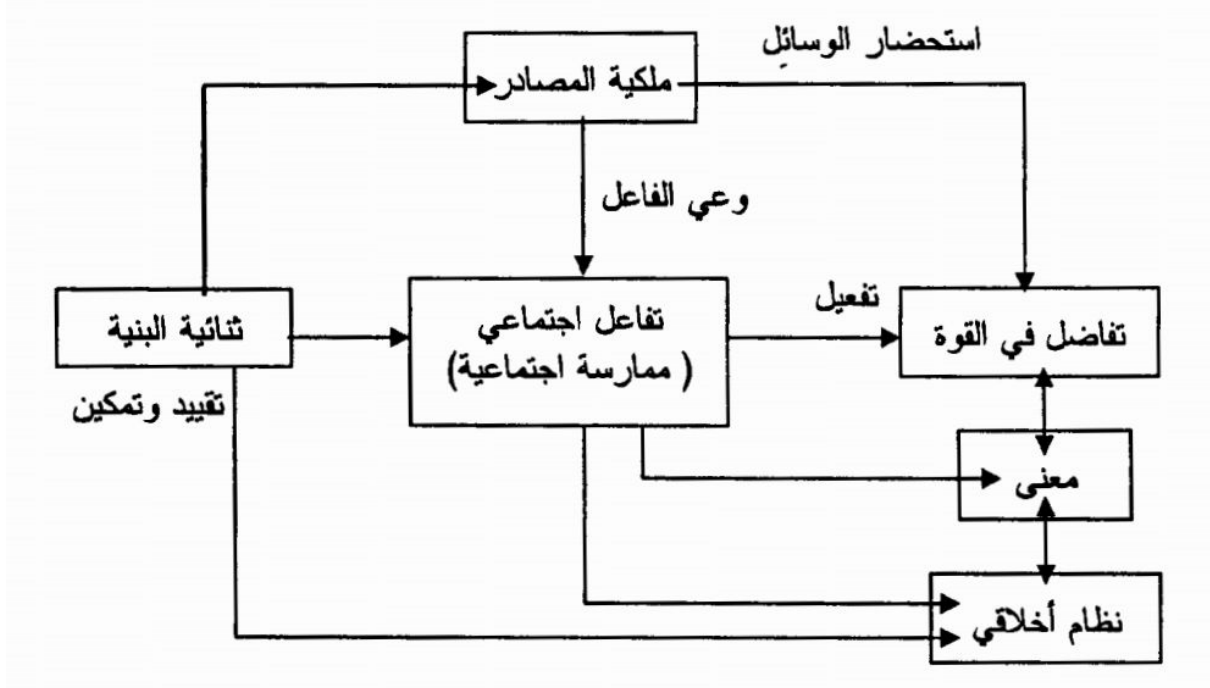 استحضار الوسائل
ملكية المصادر
وعي الفاعل
ثنائية البنية
تقييد وتمكين
تفاعل اجتماعي
(ممارسة اجتماعية)
تفعيل
تفاضل في القوة
معنى
نظام أخلاقي